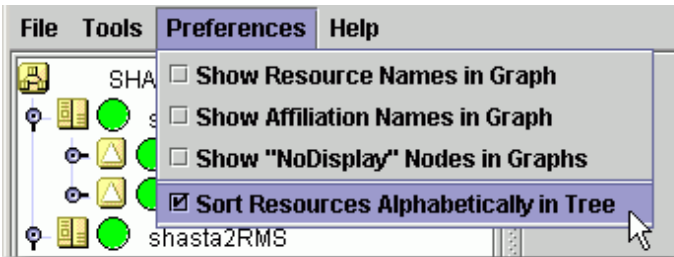 File Tools Preferences Help
SHA
Show Resource Names in Graph
Show Affiliation Names in Graph
Show "NoDisplay" Nodes in Graphs
Sort Resources Alphabetically in Tree
shasta2RMS